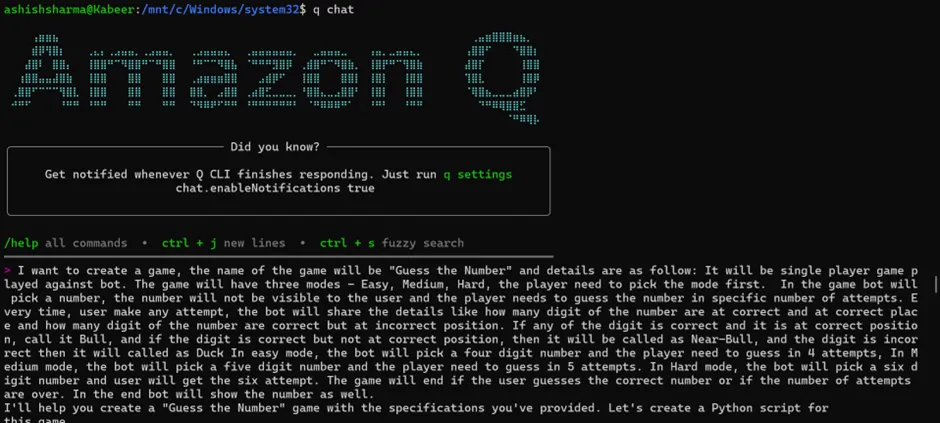 ashishsharma@Kabeer:/mnt/c/Windows/system32$ q chat
Amazon Q
Did you know?
Get notified whenever Q CLI finishes responding. Just run q settings
chat.enableNotifications true
/help all commands • ctrl + j new lines • ctrl + s fuzzy search
> I want to create a game, the name of the game will be "Guess the Number" and details are as follow: It will be single player game p
layed against bot. The game will have three modes - Easy, Medium, Hard, the player need to pick the mode first.  In the game bot will
 pick a number, the number will not be visible to the user and the player needs to guess the number in specific number of attempts. E
very time, user make any attempt, the bot will share the details like how many digit of the number are at correct and at correct plac
e and how many digit of the number are correct but at incorrect position. If any of the digit is correct and it is at correct positio
n, call it Bull, and if the digit is correct but not at correct position, then it will be called as Near-Bull, and the digit is incor
rect then it will called as Duck In easy mode, the bot will pick a four digit number and the player need to guess in 4 attempts, In M
edium mode, the bot will pick a five digit number and the player need to guess in 5 attempts. In Hard mode, the bot will pick a six d
igit number and user will get the six attempt. The game will end if the user guesses the correct number or if the number of attempts
are over. In the end bot will show the number as well.
I'll help you create a "Guess the Number" game with the specifications you've provided. Let's create a Python script for
this game